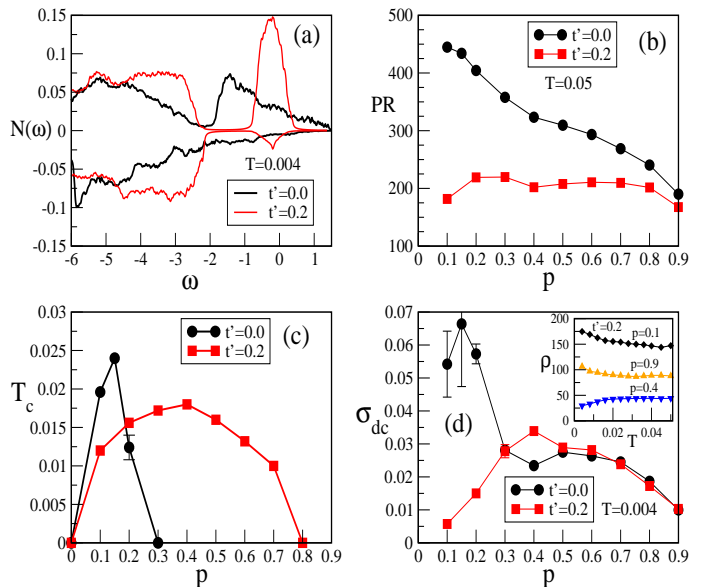 0.15
0.1
0.05
N(ω) 0
-0.05
-0.1
-0.15
(a)
T=0.004
t'=0.0
t'=0.2
-6 -5 -4 -3 -2 -1 0 1
ω
500
450
400
PR
300
200
100
(b)
t'=0.0
t'=0.2
T=0.05
0.1 0.2 0.3 0.4 0.5 0.6 0.7 0.8 0.9
p
0.03
0.025
0.02
0.015
0.01
0.005
0
T_c
(c)
t'=0.0
t'=0.2
0 0.1 0.2 0.3 0.4 0.5 0.6 0.7 0.8 0.9
p
0.07
0.06
0.05
0.04
0.03
0.02
0.01
0
σ_dc
(d)
t'=0.0
t'=0.2
T=0.004
0 0.1 0.2 0.3 0.4 0.5 0.6 0.7 0.8 0.9
p
200
150
100
50
0
ρ
t'=0.2
p=0.1
p=0.9
p=0.4
0 0.02 0.04
T